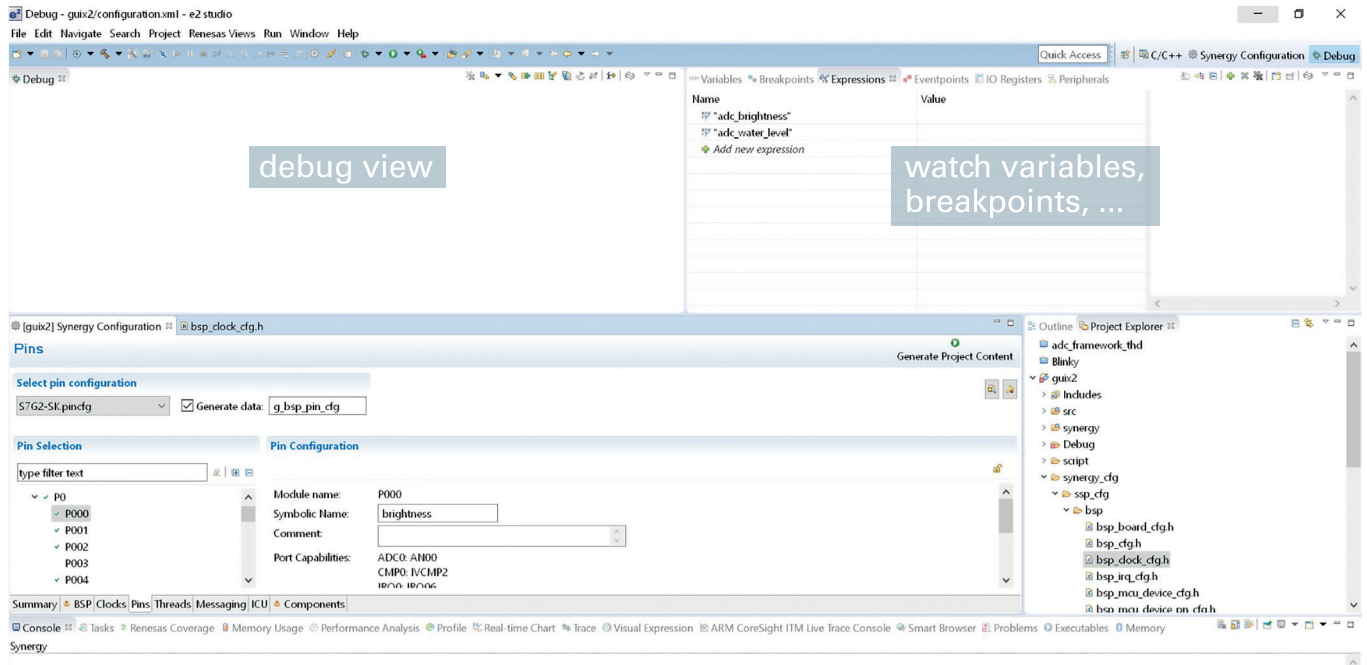 Debug - guix2/configuration.xml - e2 studio
File Edit Navigate Search Project Renesas Views Run Window Help
Quick Access C/C++ Synergy Configuration Debug
Debug
Variables Breakpoints Expressions Eventpoints IO Registers Peripherals
Name Value
"adc_brightness"
"adc_water_level"
Add new expression
debug view
watch variables,
breakpoints, ...
[guix2] Synergy Configuration bsp_clock_cfg.h
Pins
Generate Project Content
Select pin configuration
S7G2-SK.pincfg Generate data: g_bsp_pin_cfg
Pin Selection
type filter text
P0
P000
P001
P002
P003
P004
Pin Configuration
Module name: P000
Symbolic Name: brightness
Comment:
Port Capabilities: ADC0: AN00
CMP0: IVCMP2
IRQ0: IRQ06
Summary BSP Clocks Pins Threads Messaging ICU Components
Outline Project Explorer
adc_framework_thd
Blinky
guix2
Includes
src
synergy
Debug
script
synergy_cfg
ssp_cfg
bsp
bsp_board_cfg.h
bsp_cfg.h
bsp_clock_cfg.h
bsp_irq_cfg.h
bsp_mcu_device_cfg.h
bsp_mcu_device_pn_cfg.h
Console Tasks Renesas Coverage Memory Usage Performance Analysis Profile Real-time Chart Trace Visual Expression ARM CoreSight ITM Live Trace Console Smart Browser Problems Executables Memory
Synergy